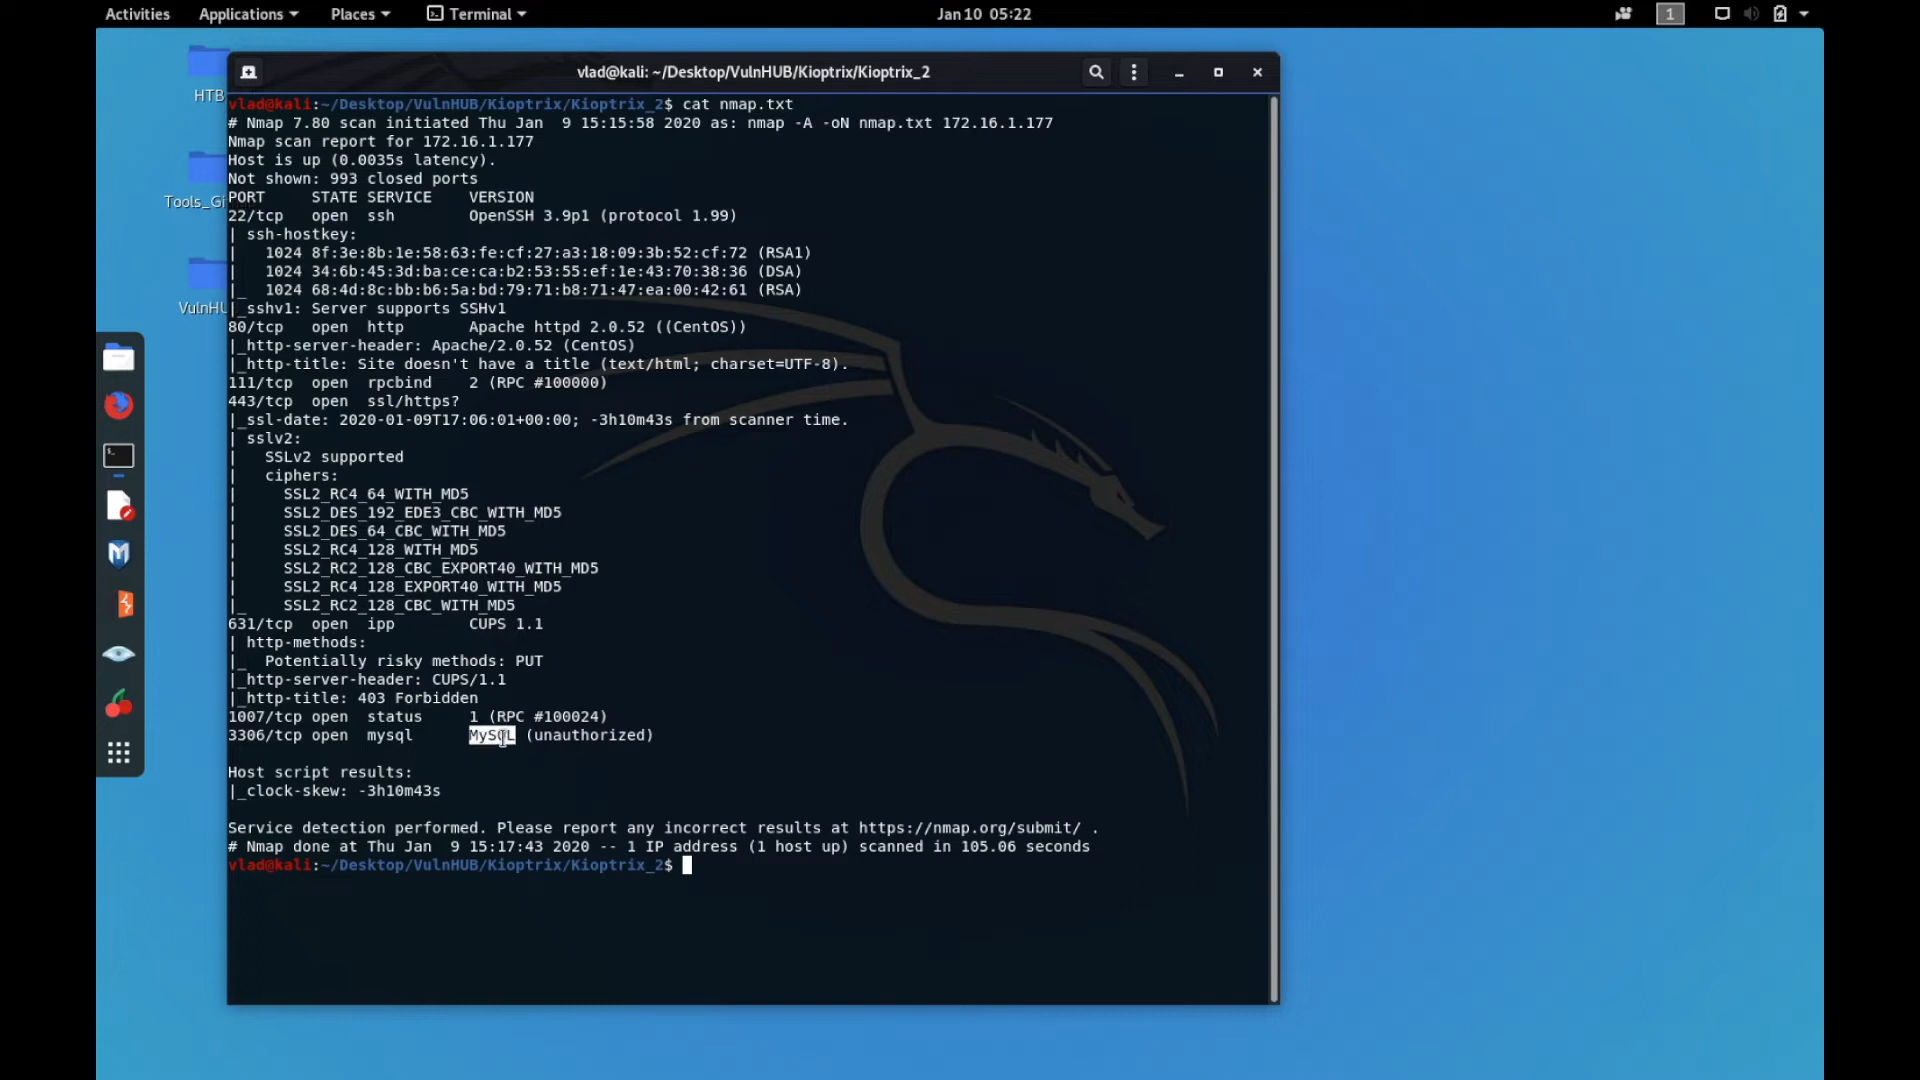 Activities Applications Places Terminal Jan 10 05:22 1
vlad@kali: ~/Desktop/VulnHUB/Kioptrix/Kioptrix_2
HTB
Tools_Gi
VulnHU
vlad@kali:~/Desktop/VulnHUB/Kioptrix/Kioptrix_2$ cat nmap.txt
# Nmap 7.80 scan initiated Thu Jan  9 15:15:58 2020 as: nmap -A -oN nmap.txt 172.16.1.177
Nmap scan report for 172.16.1.177
Host is up (0.0035s latency).
Not shown: 993 closed ports
PORT     STATE SERVICE    VERSION
22/tcp   open  ssh        OpenSSH 3.9p1 (protocol 1.99)
| ssh-hostkey:
|   1024 8f:3e:8b:1e:58:63:fe:cf:27:a3:18:09:3b:52:cf:72 (RSA1)
|   1024 34:6b:45:3d:ba:ce:ca:b2:53:55:ef:1e:43:70:38:36 (DSA)
|_  1024 68:4d:8c:bb:b6:5a:bd:79:71:b8:71:47:ea:00:42:61 (RSA)
|_sshv1: Server supports SSHv1
80/tcp   open  http       Apache httpd 2.0.52 ((CentOS))
|_http-server-header: Apache/2.0.52 (CentOS)
|_http-title: Site doesn't have a title (text/html; charset=UTF-8).
111/tcp  open  rpcbind    2 (RPC #100000)
443/tcp  open  ssl/https?
|_ssl-date: 2020-01-09T17:06:01+00:00; -3h10m43s from scanner time.
| sslv2:
|   SSLv2 supported
|   ciphers:
|     SSL2_RC4_64_WITH_MD5
|     SSL2_DES_192_EDE3_CBC_WITH_MD5
|     SSL2_DES_64_CBC_WITH_MD5
|     SSL2_RC4_128_WITH_MD5
|     SSL2_RC2_128_CBC_EXPORT40_WITH_MD5
|     SSL2_RC4_128_EXPORT40_WITH_MD5
|_    SSL2_RC2_128_CBC_WITH_MD5
631/tcp  open  ipp        CUPS 1.1
| http-methods:
|_  Potentially risky methods: PUT
|_http-server-header: CUPS/1.1
|_http-title: 403 Forbidden
1007/tcp open  status     1 (RPC #100024)
3306/tcp open  mysql      MySQL (unauthorized)
Host script results:
|_clock-skew: -3h10m43s
Service detection performed. Please report any incorrect results at https://nmap.org/submit/ .
# Nmap done at Thu Jan  9 15:17:43 2020 -- 1 IP address (1 host up) scanned in 105.06 seconds
vlad@kali:~/Desktop/VulnHUB/Kioptrix/Kioptrix_2$